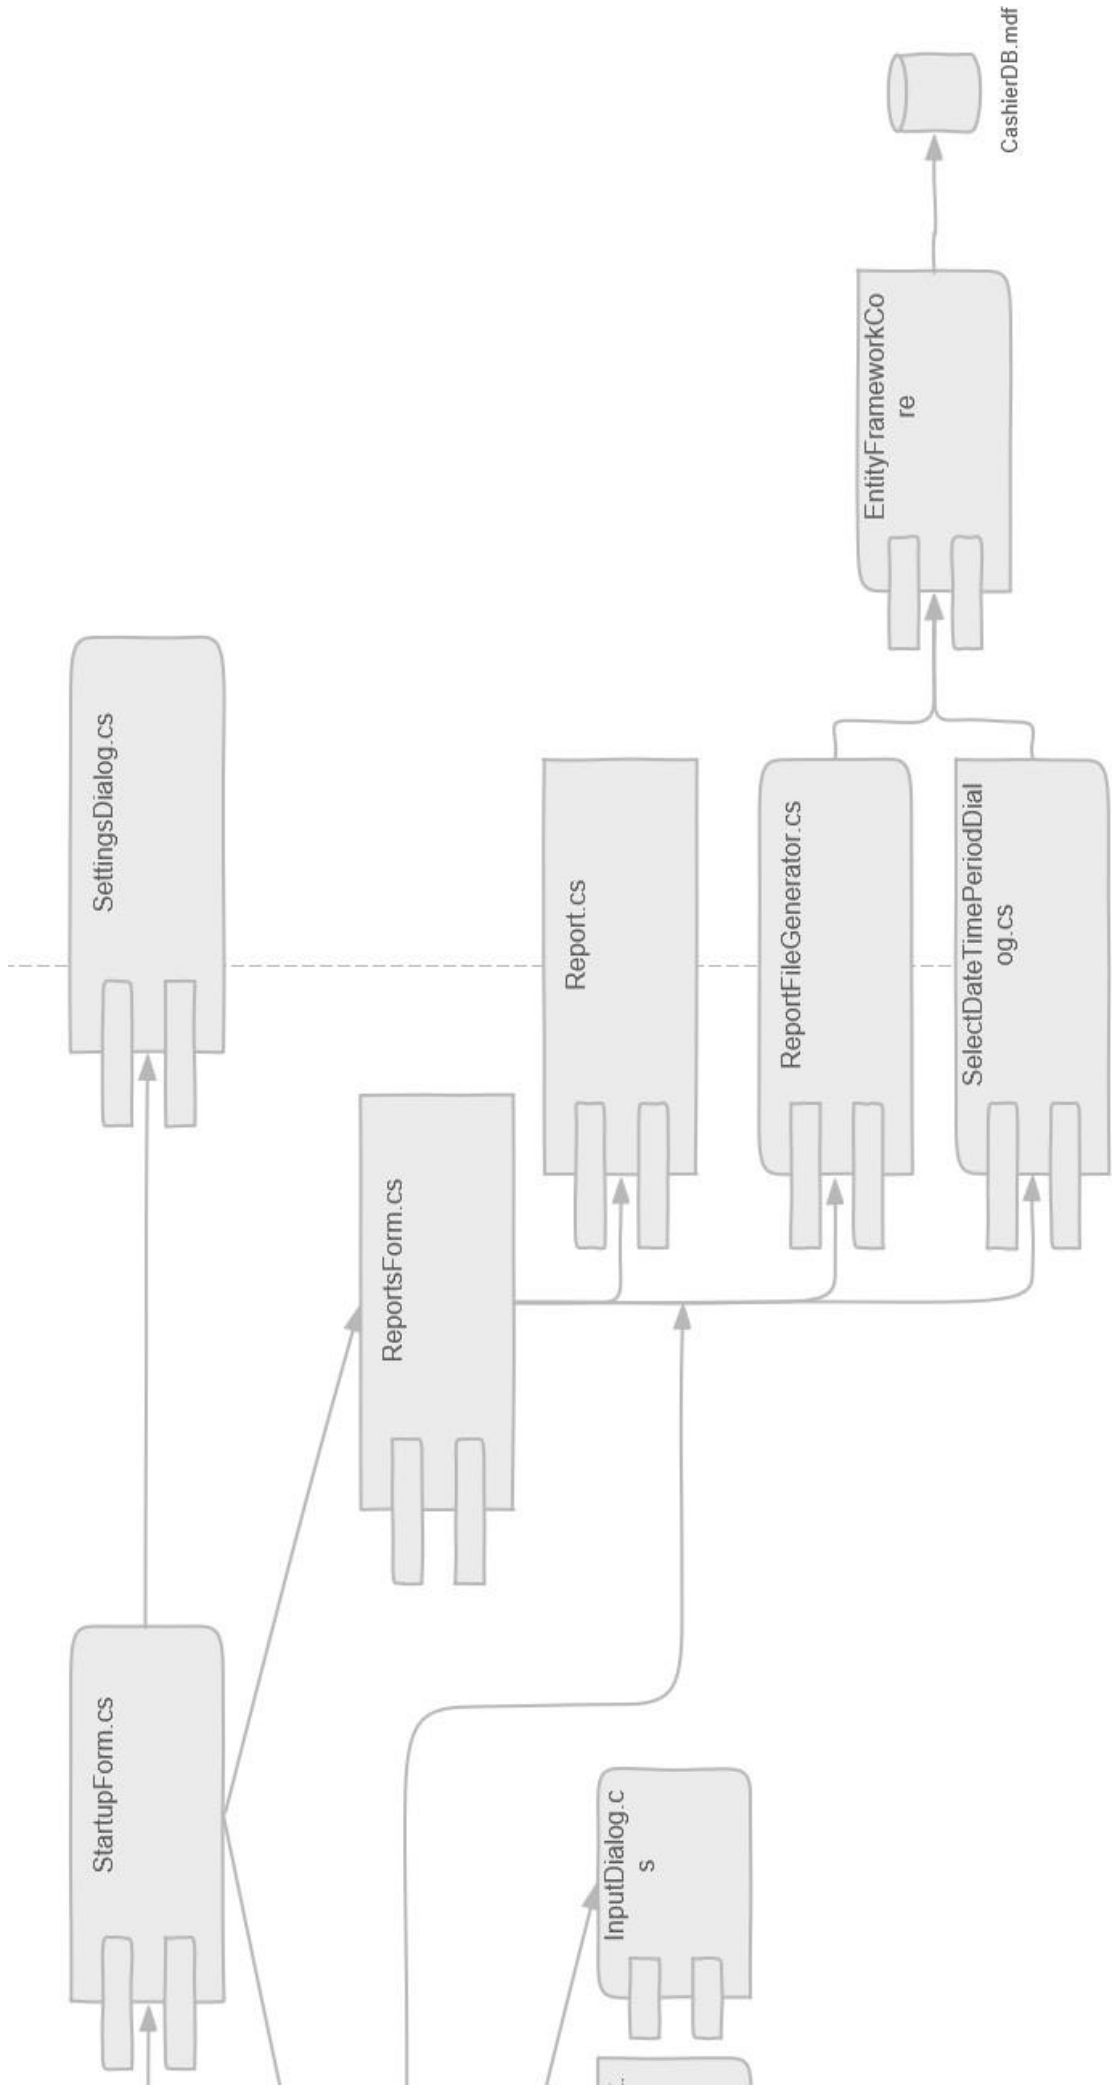 StartupForm.cs
SettingsDialog.cs
ReportsForm.cs
Report.cs
InputDialog.c
s
ReportFileGenerator.cs
EntityFrameworkCo
re
SelectDateTimePeriodDial
og.cs
CashierDB.mdf